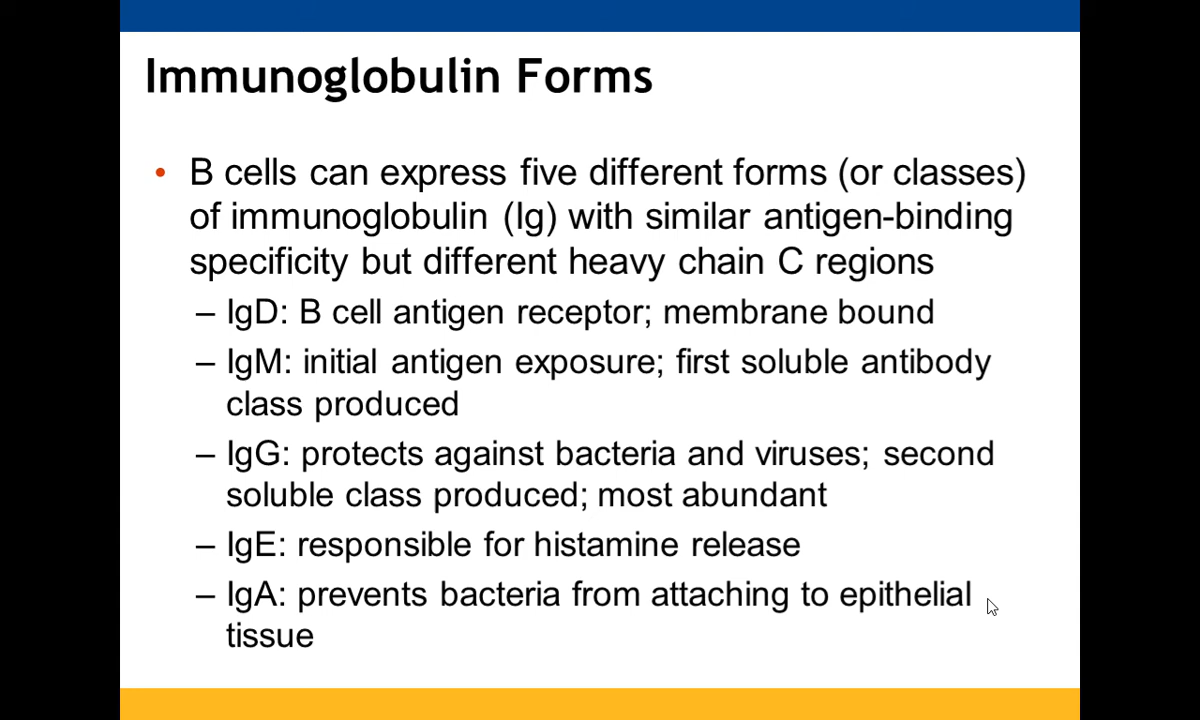 Immunoglobulin Forms
• B cells can express five different forms (or classes)
of immunoglobulin (Ig) with similar antigen-binding
specificity but different heavy chain C regions
– IgD: B cell antigen receptor; membrane bound
– IgM: initial antigen exposure; first soluble antibody
class produced
– IgG: protects against bacteria and viruses; second
soluble class produced; most abundant
– IgE: responsible for histamine release
– IgA: prevents bacteria from attaching to epithelial
tissue